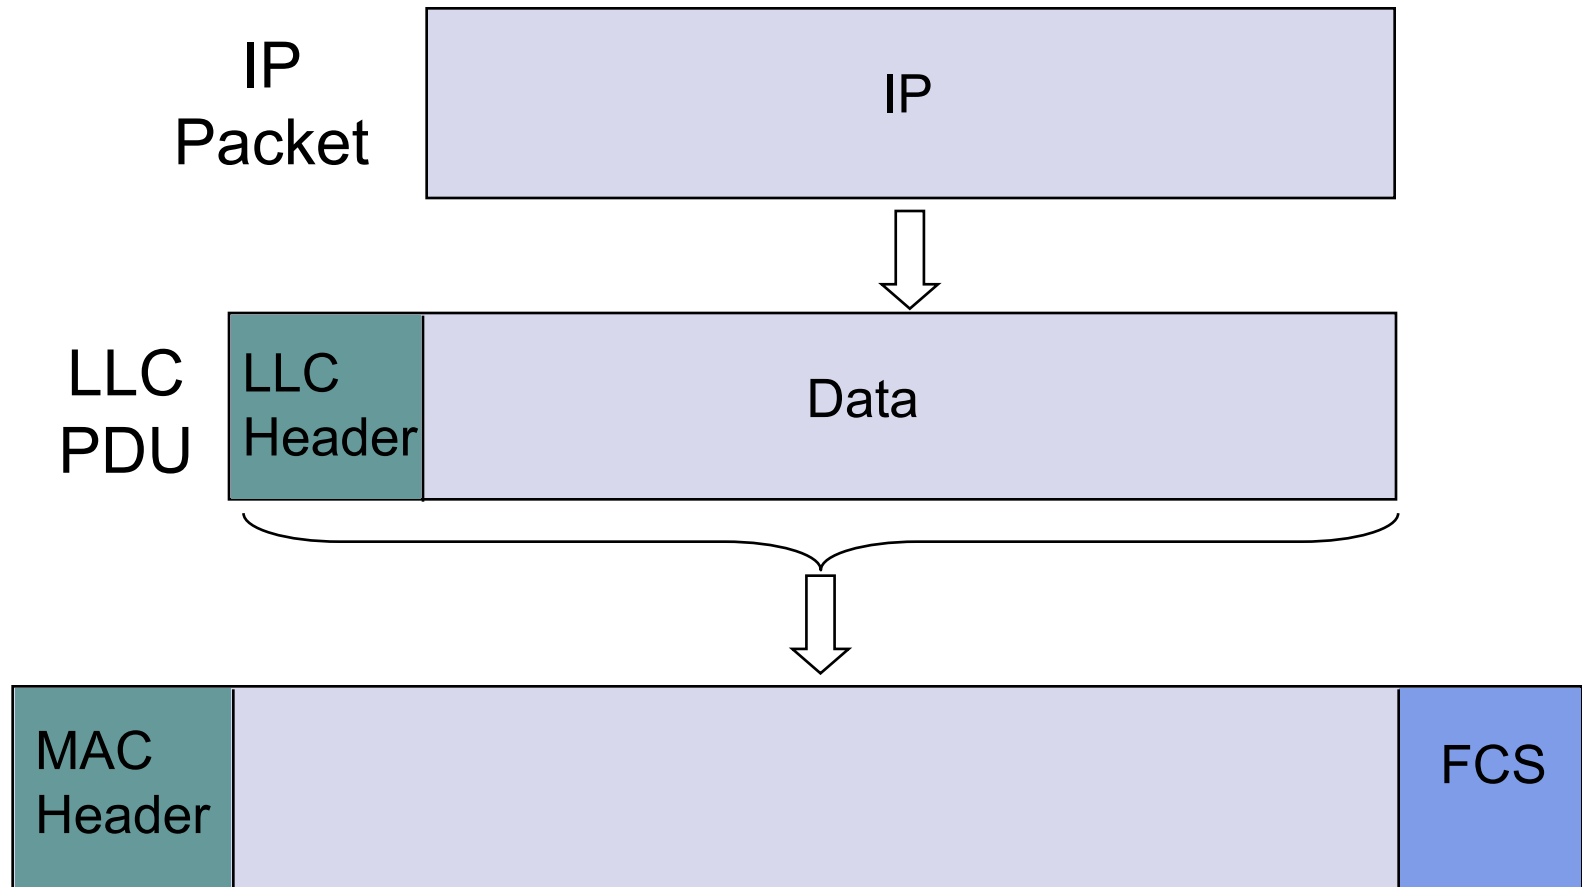 IP
Packet
IP
LLC
PDU
LLC
Header
Data
MAC
Header
FCS